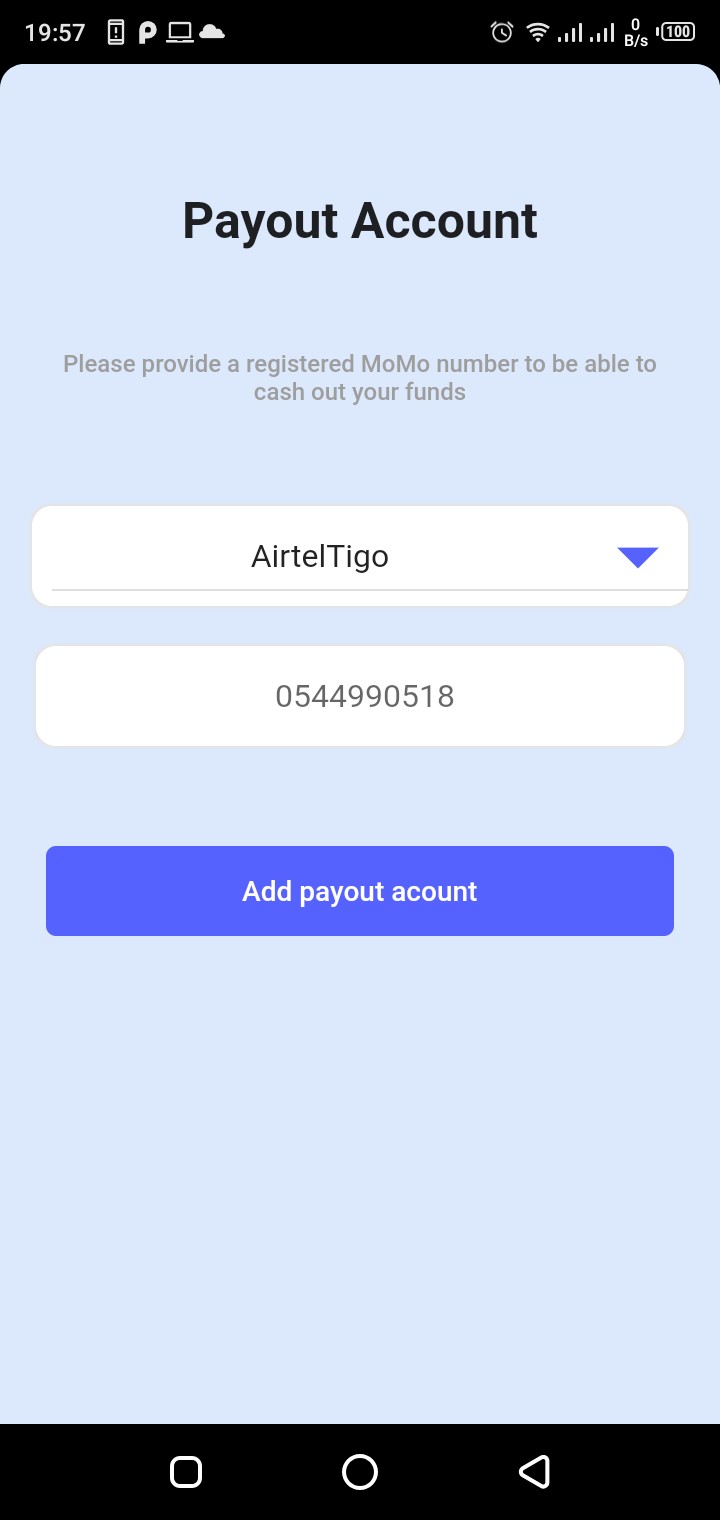 19:57
0
B/s
100
Payout Account
Please provide a registered MoMo number to be able to
cash out your funds
AirtelTigo
0544990518
Add payout acount